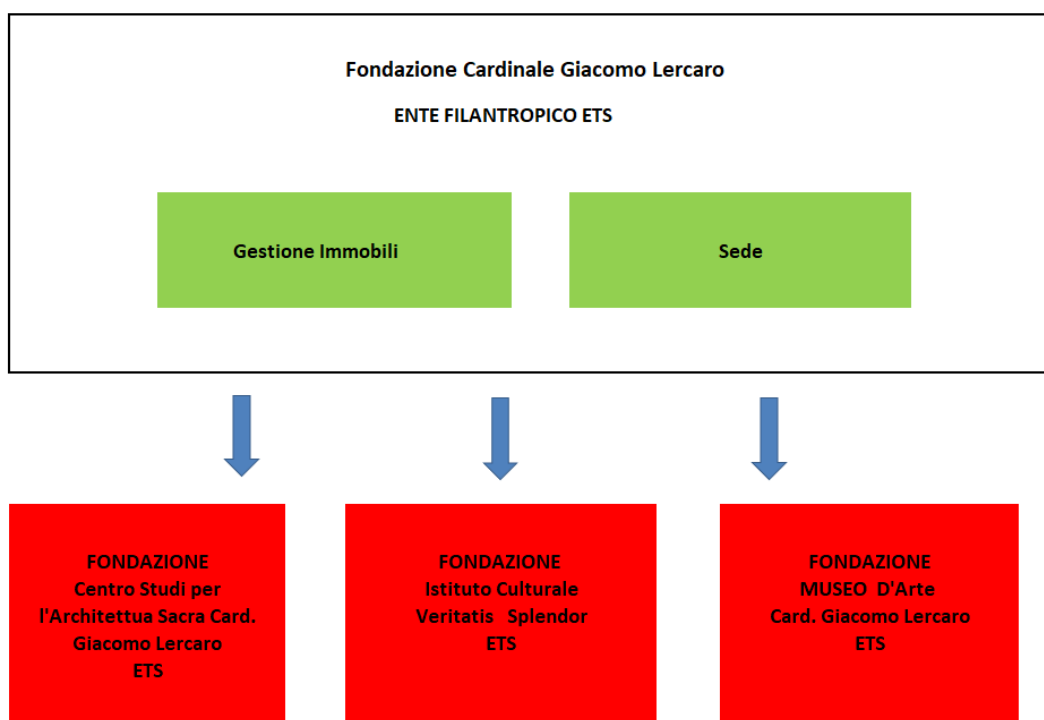 Fondazione Cardinale Giacomo Lercaro
ENTE FILANTROPICO ETS
Gestione Immobili
Sede
FONDAZIONE
Centro Studi per
l'Architettua Sacra Card.
Giacomo Lercaro
ETS
FONDAZIONE
Istituto Culturale
Veritatis Splendor
ETS
FONDAZIONE
MUSEO D'Arte
Card. Giacomo Lercaro
ETS